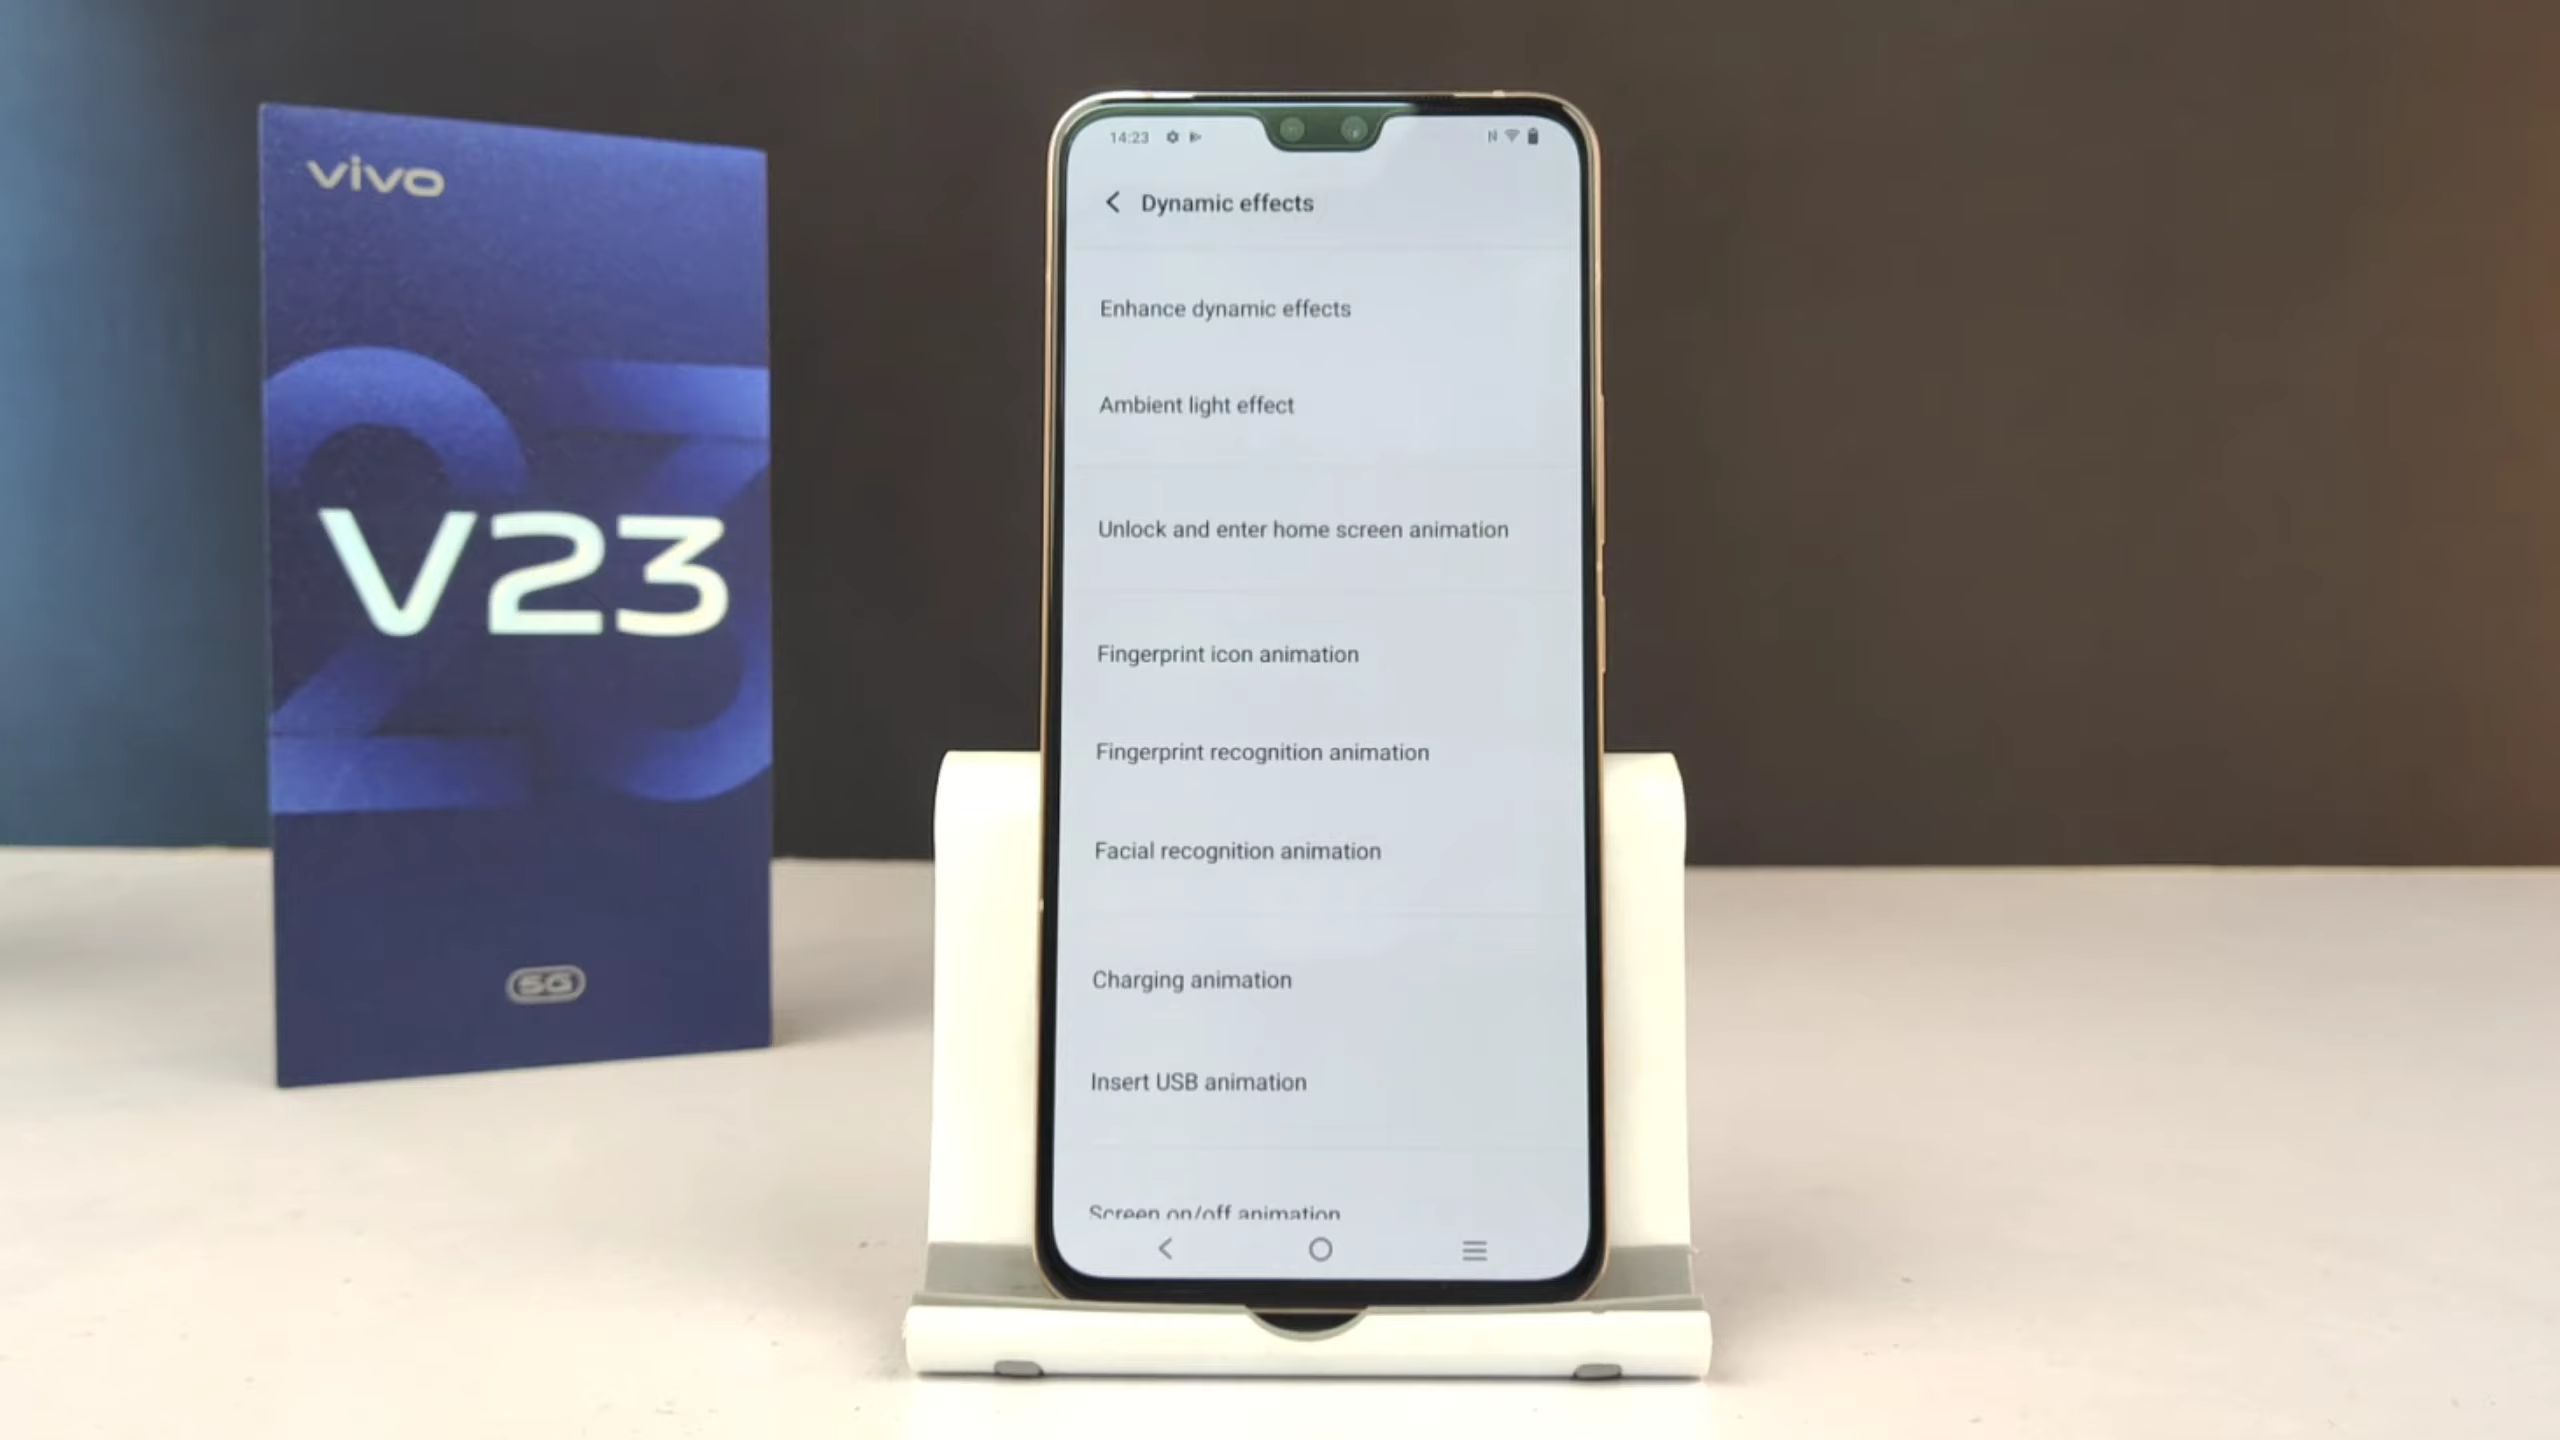 vivo
V23
5G
14:23
Dynamic effects
Enhance dynamic effects
Ambient light effect
Unlock and enter home screen animation
Fingerprint icon animation
Fingerprint recognition animation
Facial recognition animation
Charging animation
Insert USB animation
Screen on/off animation